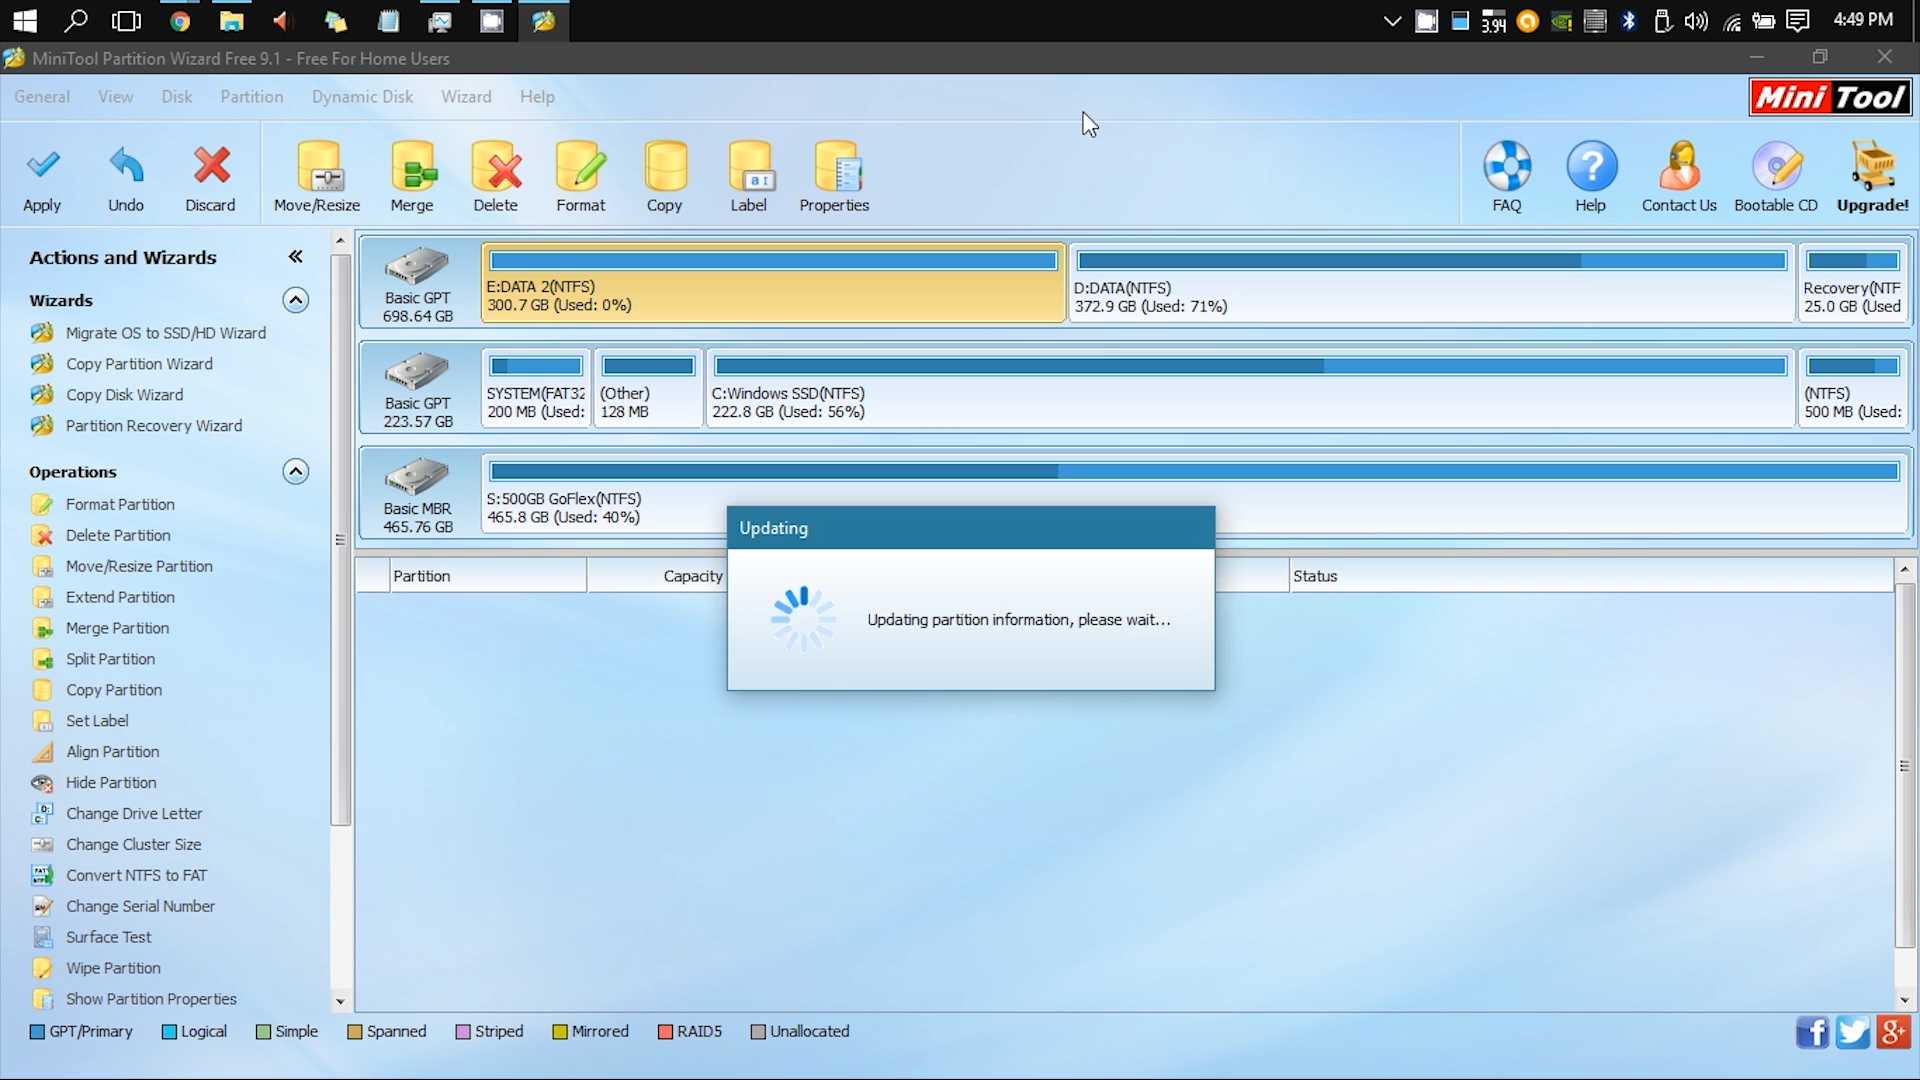 3.94
4:49 PM
MiniTool Partition Wizard Free 9.1 - Free For Home Users
General View Disk Partition Dynamic Disk Wizard Help
Mini Tool
Apply Undo Discard Move/Resize Merge Delete Format Copy Label Properties FAQ Help Contact Us Bootable CD Upgrade!
Actions and Wizards
Wizards
Migrate OS to SSD/HD Wizard
Copy Partition Wizard
Copy Disk Wizard
Partition Recovery Wizard
Operations
Format Partition
Delete Partition
Move/Resize Partition
Extend Partition
Merge Partition
Split Partition
Copy Partition
Set Label
Align Partition
Hide Partition
Change Drive Letter
Change Cluster Size
Convert NTFS to FAT
Change Serial Number
Surface Test
Wipe Partition
Show Partition Properties
Basic GPT
698.64 GB
E:DATA 2(NTFS)
300.7 GB (Used: 0%)
D:DATA(NTFS)
372.9 GB (Used: 71%)
Recovery(NTF
25.0 GB (Used
Basic GPT
223.57 GB
SYSTEM(FAT32
200 MB (Used:
(Other)
128 MB
C:Windows SSD(NTFS)
222.8 GB (Used: 56%)
(NTFS)
500 MB (Used:
Basic MBR
465.76 GB
S:500GB GoFlex(NTFS)
465.8 GB (Used: 40%)
Partition Capacity Status
Updating
Updating partition information, please wait...
GPT/Primary Logical Simple Spanned Striped Mirrored RAID5 Unallocated